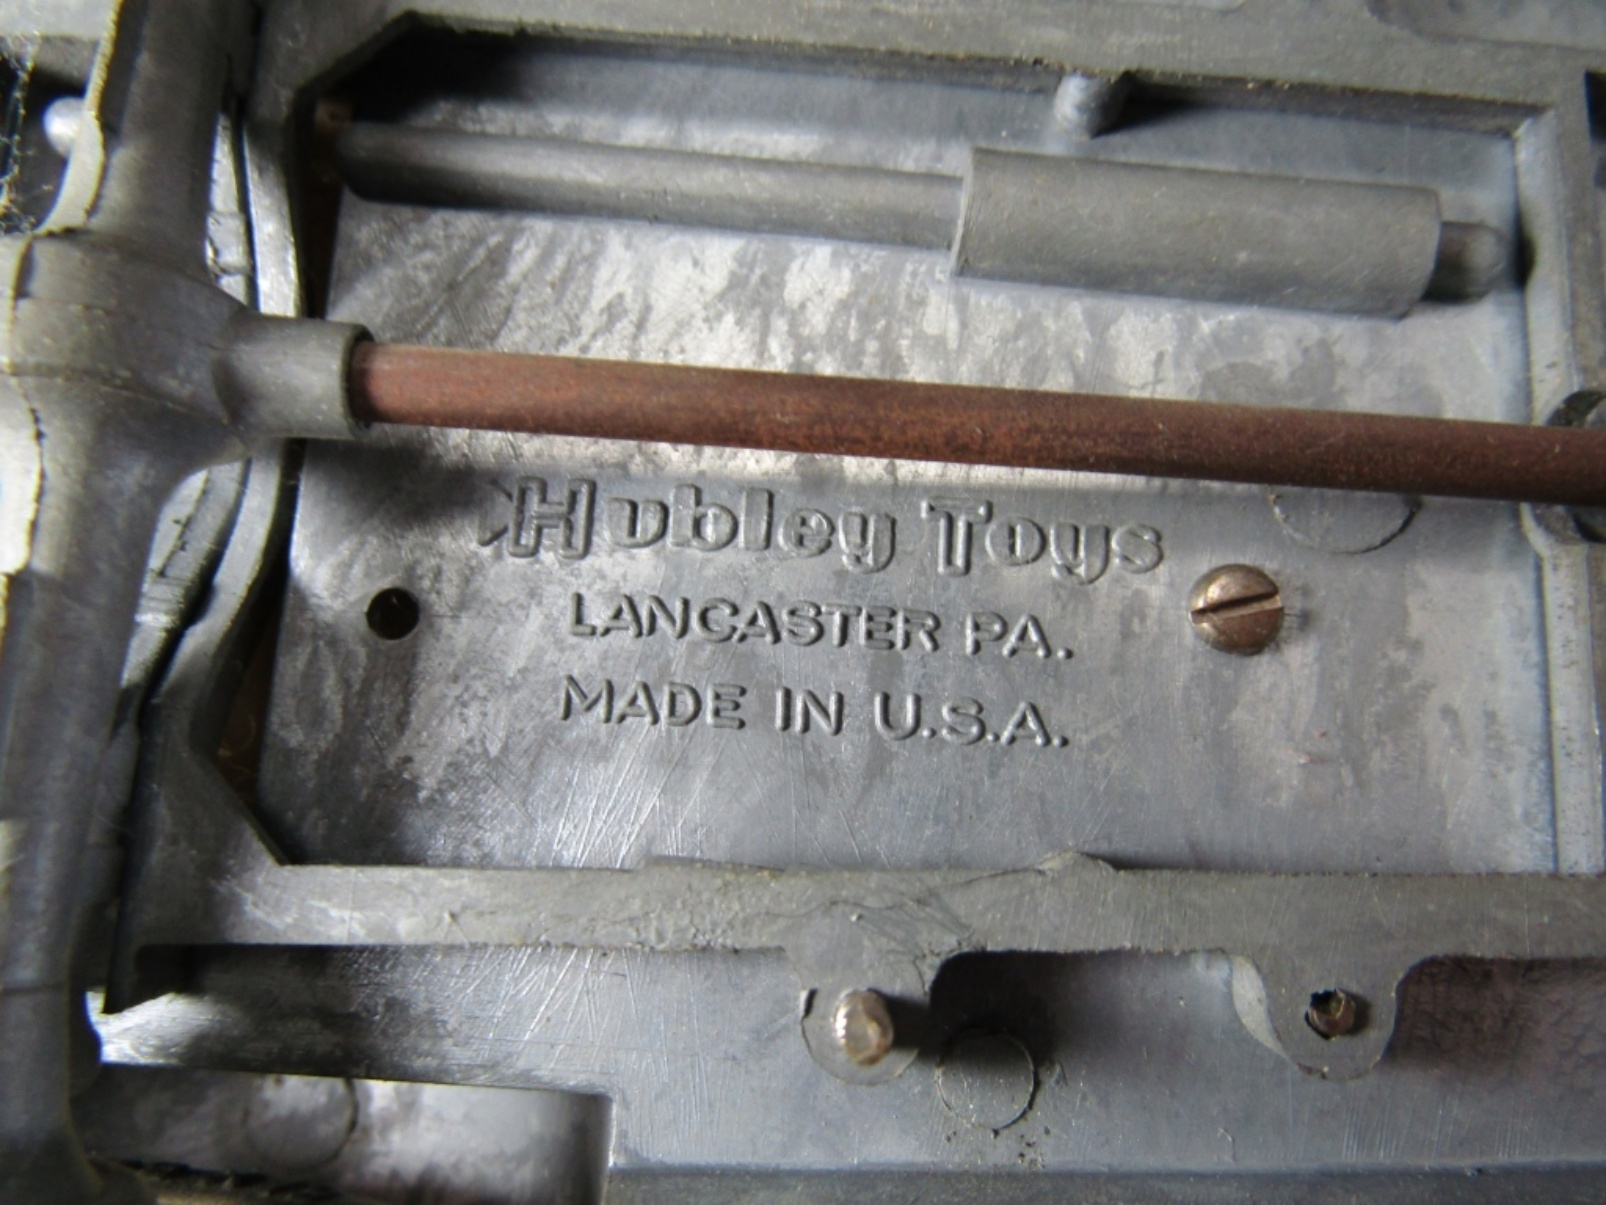 Hubley Toys
LANCASTER PA.
MADE IN U.S.A.